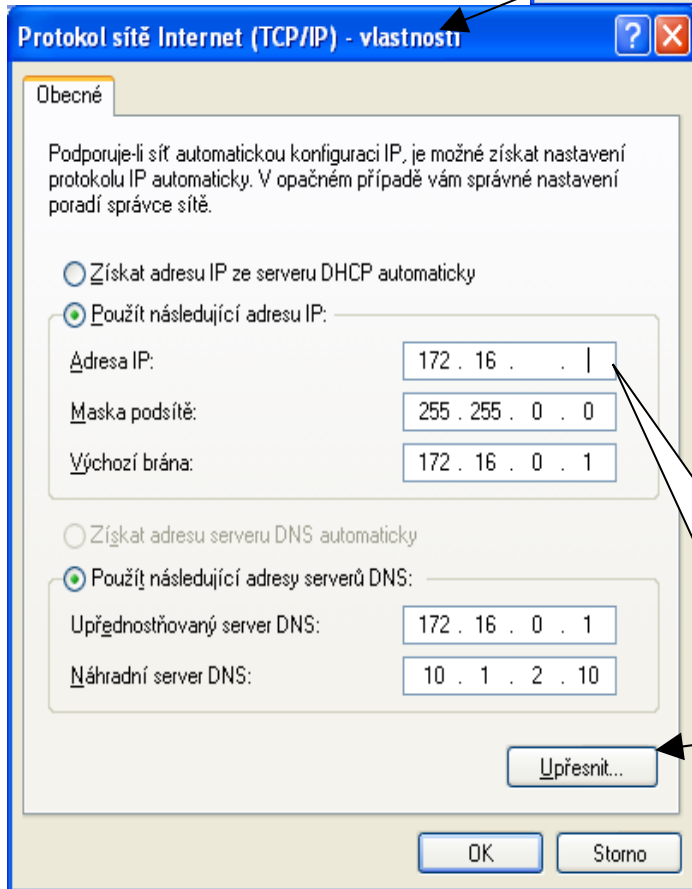 Protokol sítě Internet (TCP/IP) - vlastnosti
Obecné
Podporuje-li síť automatickou konfiguraci IP, je možné získat nastavení
protokolu IP automaticky. V opačném případě vám správné nastavení
poradí správce sítě.
Získat adresu IP ze serveru DHCP automaticky
Použít následující adresu IP:
Adresa IP: 172 . 16 . .
Maska podsítě: 255 . 255 . 0 . 0
Výchozí brána: 172 . 16 . 0 . 1
Získat adresu serveru DNS automaticky
Použít následující adresy serverů DNS:
Upřednostňovaný server DNS: 172 . 16 . 0 . 1
Náhradní server DNS: 10 . 1 . 2 . 10
Upřesnit...
OK Storno